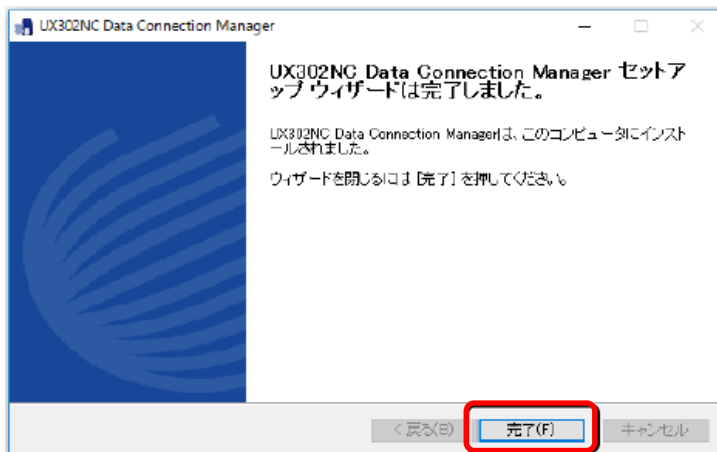 UX302NC Data Connection Manager
UX302NC Data Connection Manager セットア
ップ ウィザードは完了しました。
UX302NC Data Connection Managerは、このコンピュータにインスト
ールされました。
ウィザードを閉じるには [完了] を押してください。
< 戻る(B)
完了(F)
キャンセル